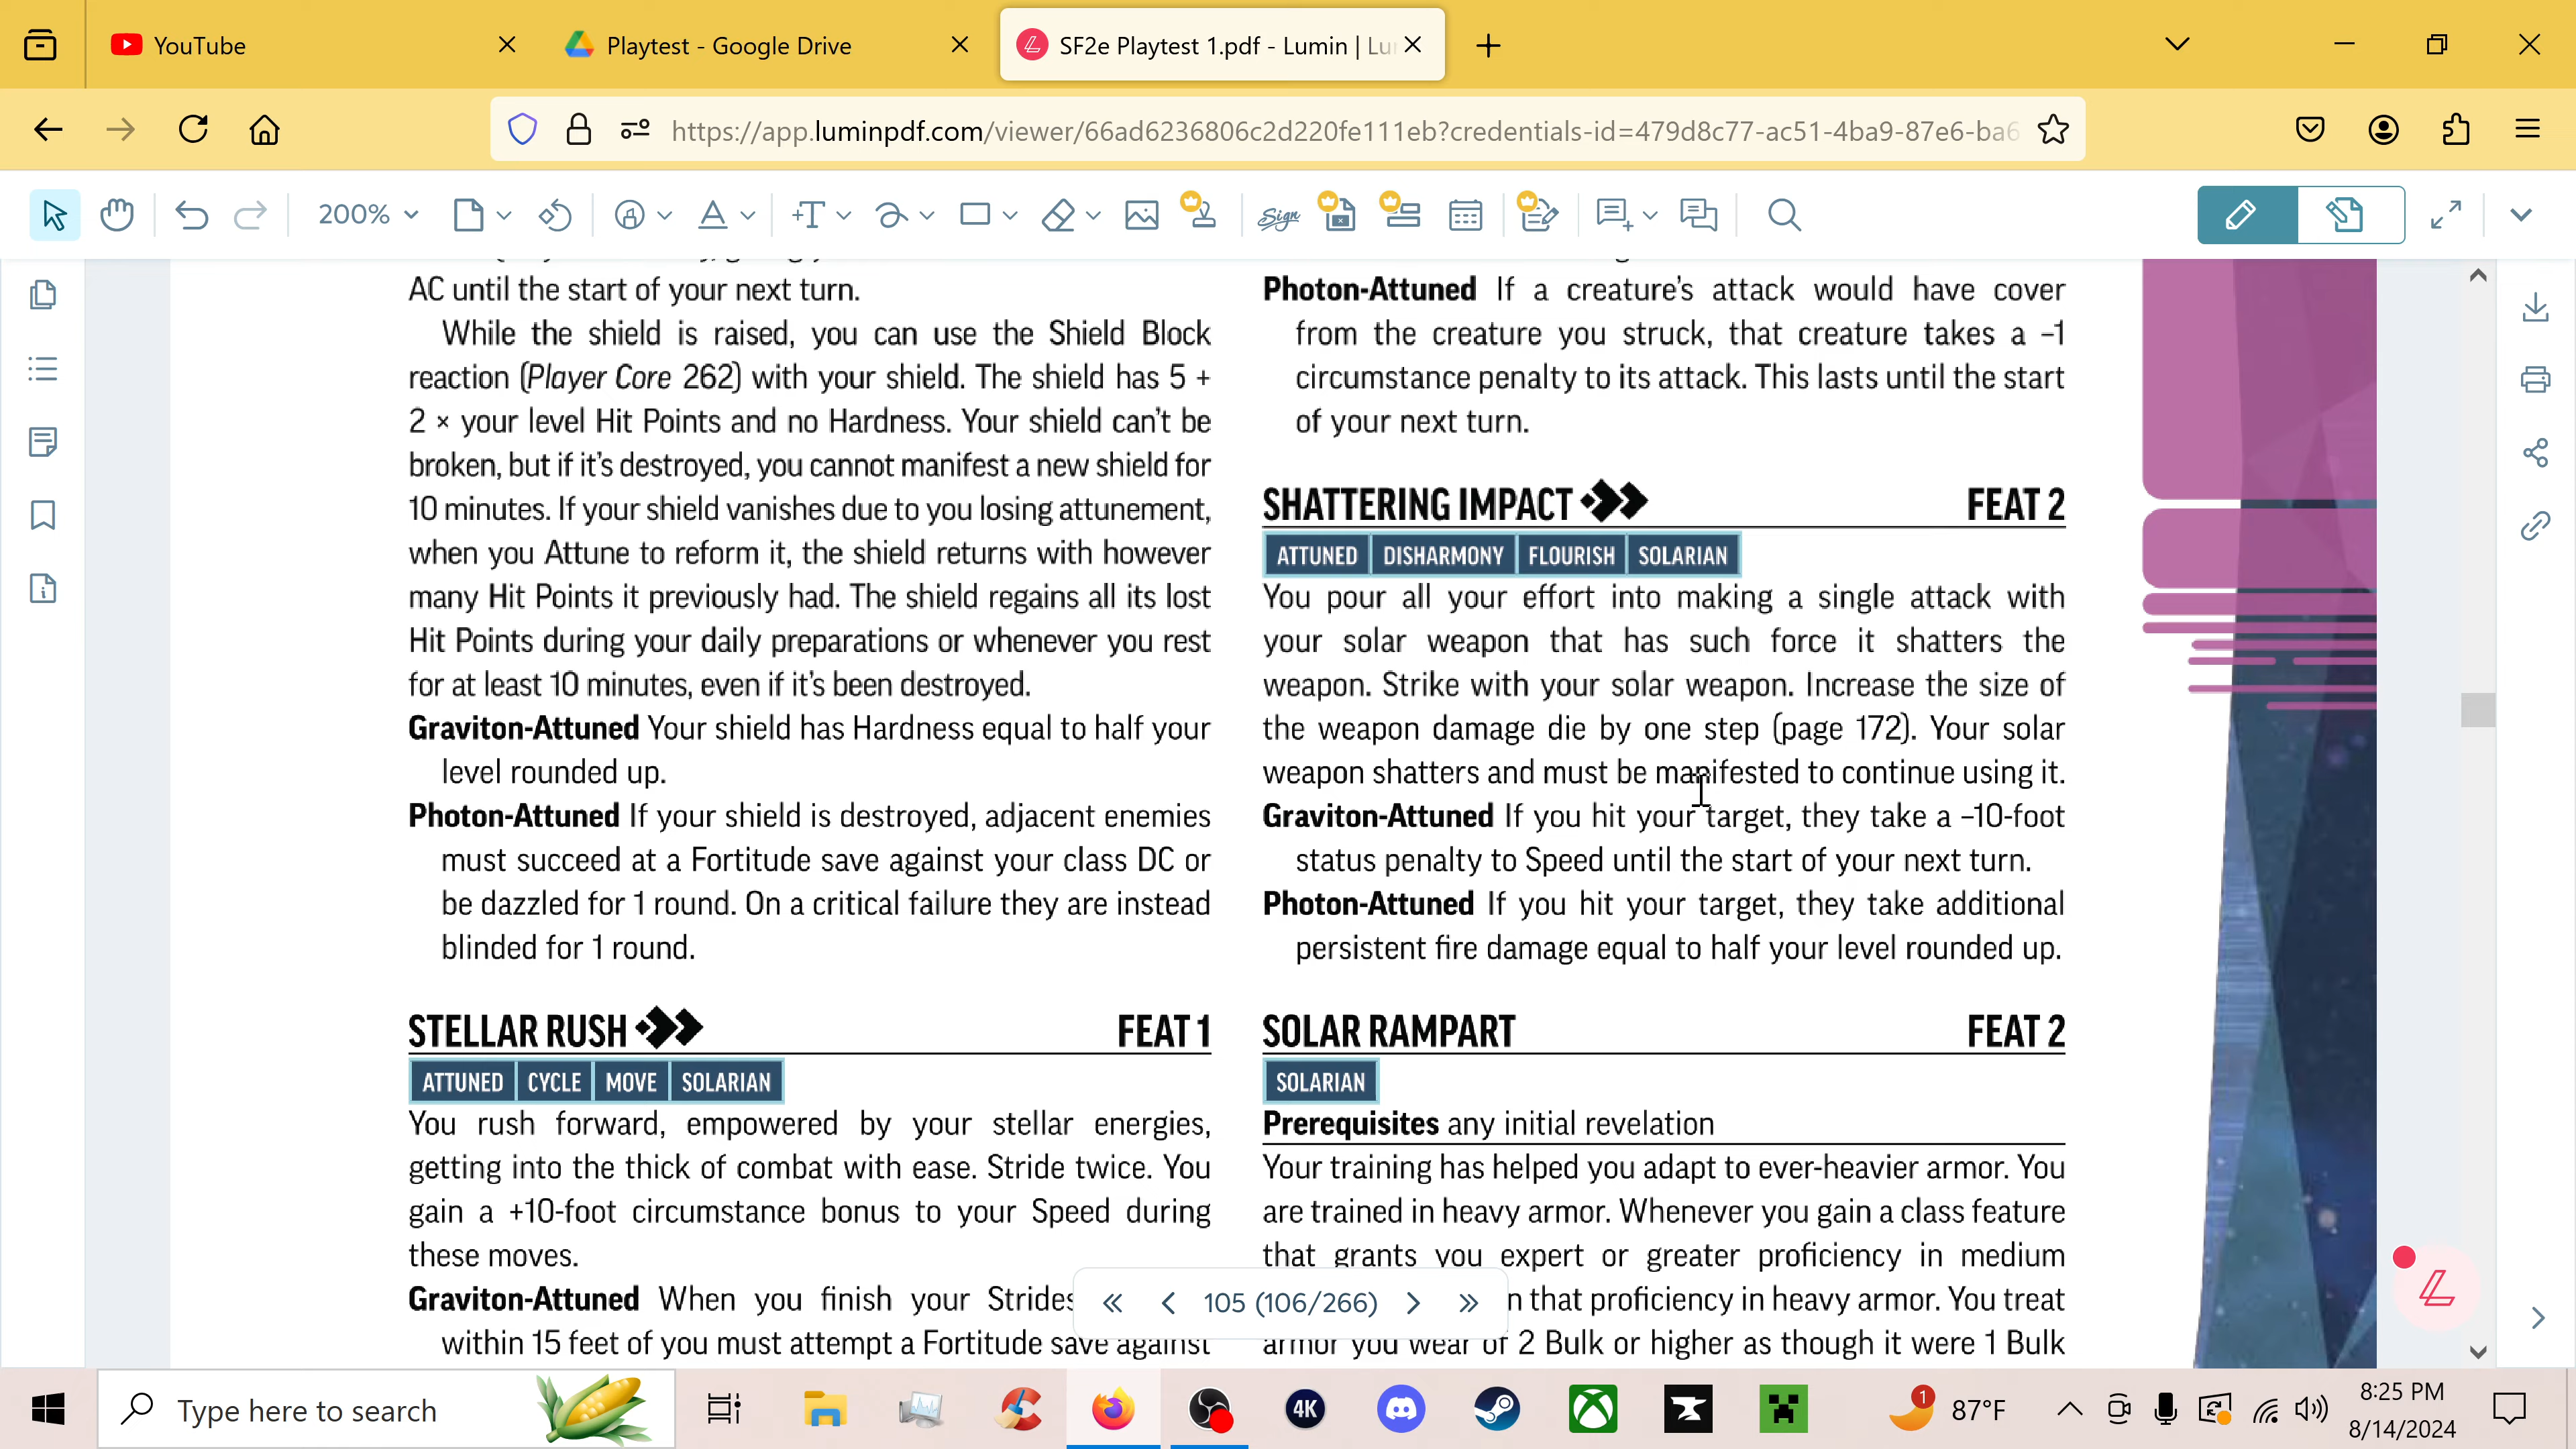 YouTube
Playtest - Google Drive
SF2e Playtest 1.pdf - Lumin | Lu
https://app.luminpdf.com/viewer/66ad6236806c2d220fe111eb?credentials-id=479d8c77-ac51-4ba9-87e6-ba6
200%
Sign
AC until the start of your next turn.
While the shield is raised, you can use the Shield Block
reaction (Player Core 262) with your shield. The shield has 5 +
2 × your level Hit Points and no Hardness. Your shield can't be
broken, but if it's destroyed, you cannot manifest a new shield for
10 minutes. If your shield vanishes due to you losing attunement,
when you Attune to reform it, the shield returns with however
many Hit Points it previously had. The shield regains all its lost
Hit Points during your daily preparations or whenever you rest
for at least 10 minutes, even if it's been destroyed.
Graviton-Attuned Your shield has Hardness equal to half your
level rounded up.
Photon-Attuned If your shield is destroyed, adjacent enemies
must succeed at a Fortitude save against your class DC or
be dazzled for 1 round. On a critical failure they are instead
blinded for 1 round.
STELLAR RUSH FEAT 1
ATTUNED CYCLE MOVE SOLARIAN
You rush forward, empowered by your stellar energies,
getting into the thick of combat with ease. Stride twice. You
gain a +10-foot circumstance bonus to your Speed during
these moves.
Graviton-Attuned When you finish your Strides
within 15 feet of you must attempt a Fortitude save against
Photon-Attuned If a creature's attack would have cover
from the creature you struck, that creature takes a –1
circumstance penalty to its attack. This lasts until the start
of your next turn.
SHATTERING IMPACT FEAT 2
ATTUNED DISHARMONY FLOURISH SOLARIAN
You pour all your effort into making a single attack with
your solar weapon that has such force it shatters the
weapon. Strike with your solar weapon. Increase the size of
the weapon damage die by one step (page 172). Your solar
weapon shatters and must be manifested to continue using it.
Graviton-Attuned If you hit your target, they take a –10-foot
status penalty to Speed until the start of your next turn.
Photon-Attuned If you hit your target, they take additional
persistent fire damage equal to half your level rounded up.
SOLAR RAMPART FEAT 2
SOLARIAN
Prerequisites any initial revelation
Your training has helped you adapt to ever-heavier armor. You
are trained in heavy armor. Whenever you gain a class feature
that grants you expert or greater proficiency in medium
n that proficiency in heavy armor. You treat
armor you wear of 2 Bulk or higher as though it were 1 Bulk
105 (106/266)
Type here to search
4K
1
87°F
8:25 PM
8/14/2024